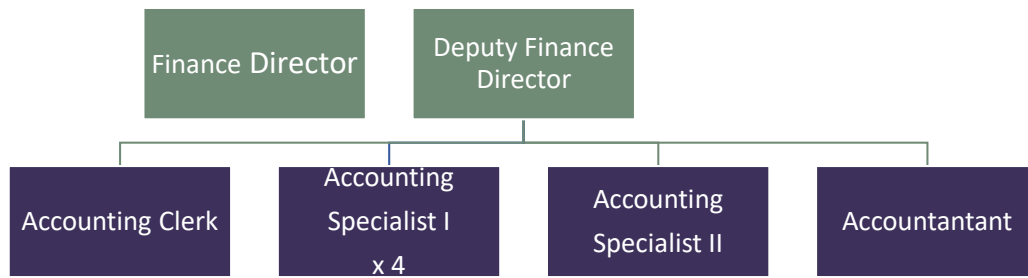 Finance Director
Deputy Finance
Director
Accounting Clerk
Accounting
Specialist I
x 4
Accounting
Specialist II
Accountantant